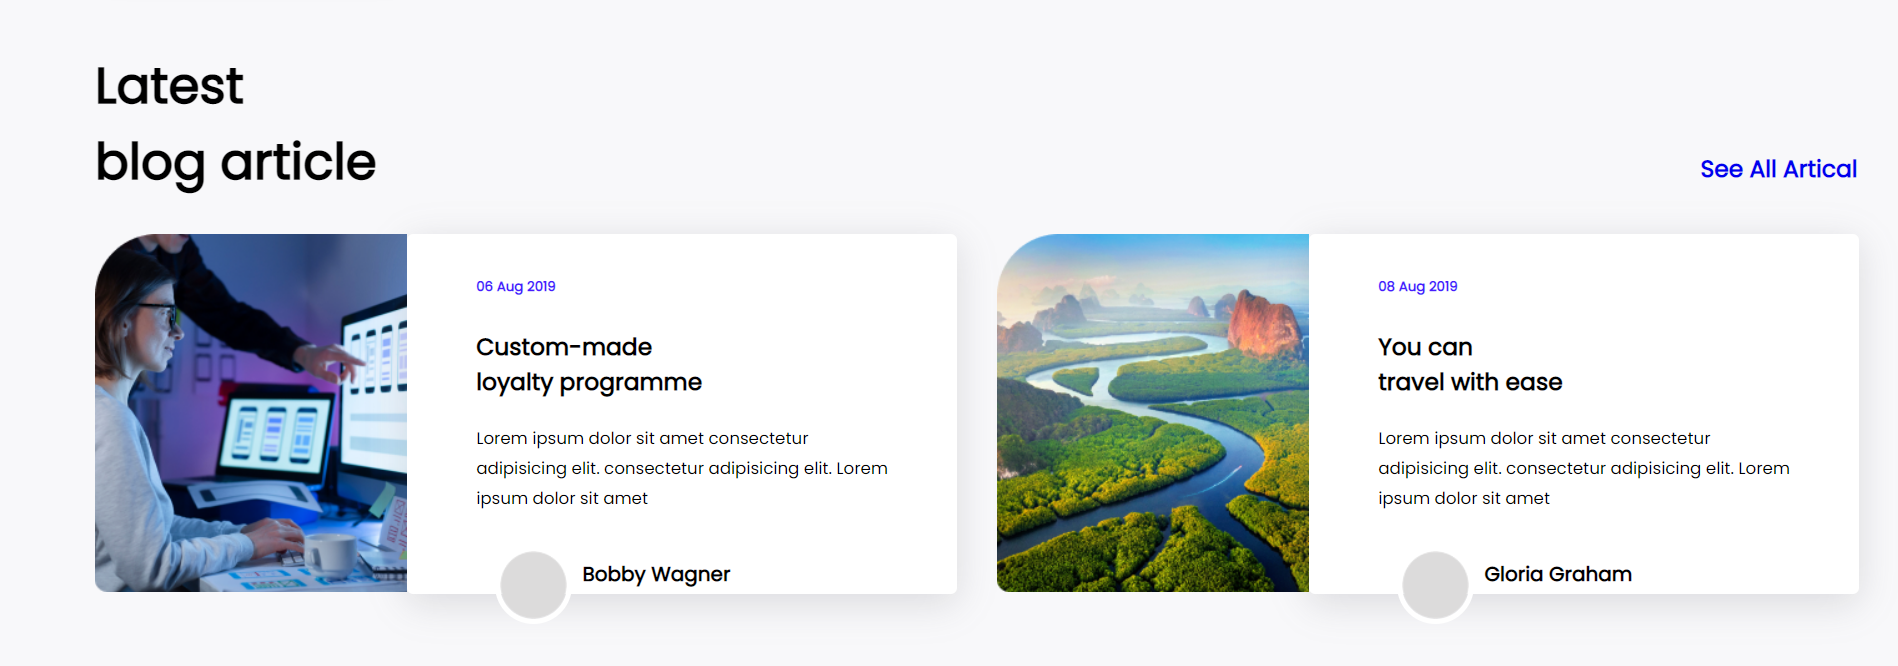 Latest
blog article
See All Artical
06 Aug 2019
Custom-made
loyalty programme
Lorem ipsum dolor sit amet consectetur
adipisicing elit. consectetur adipisicing elit. Lorem
ipsum dolor sit amet
Bobby Wagner
08 Aug 2019
You can
travel with ease
Lorem ipsum dolor sit amet consectetur
adipisicing elit. consectetur adipisicing elit. Lorem
ipsum dolor sit amet
Gloria Graham